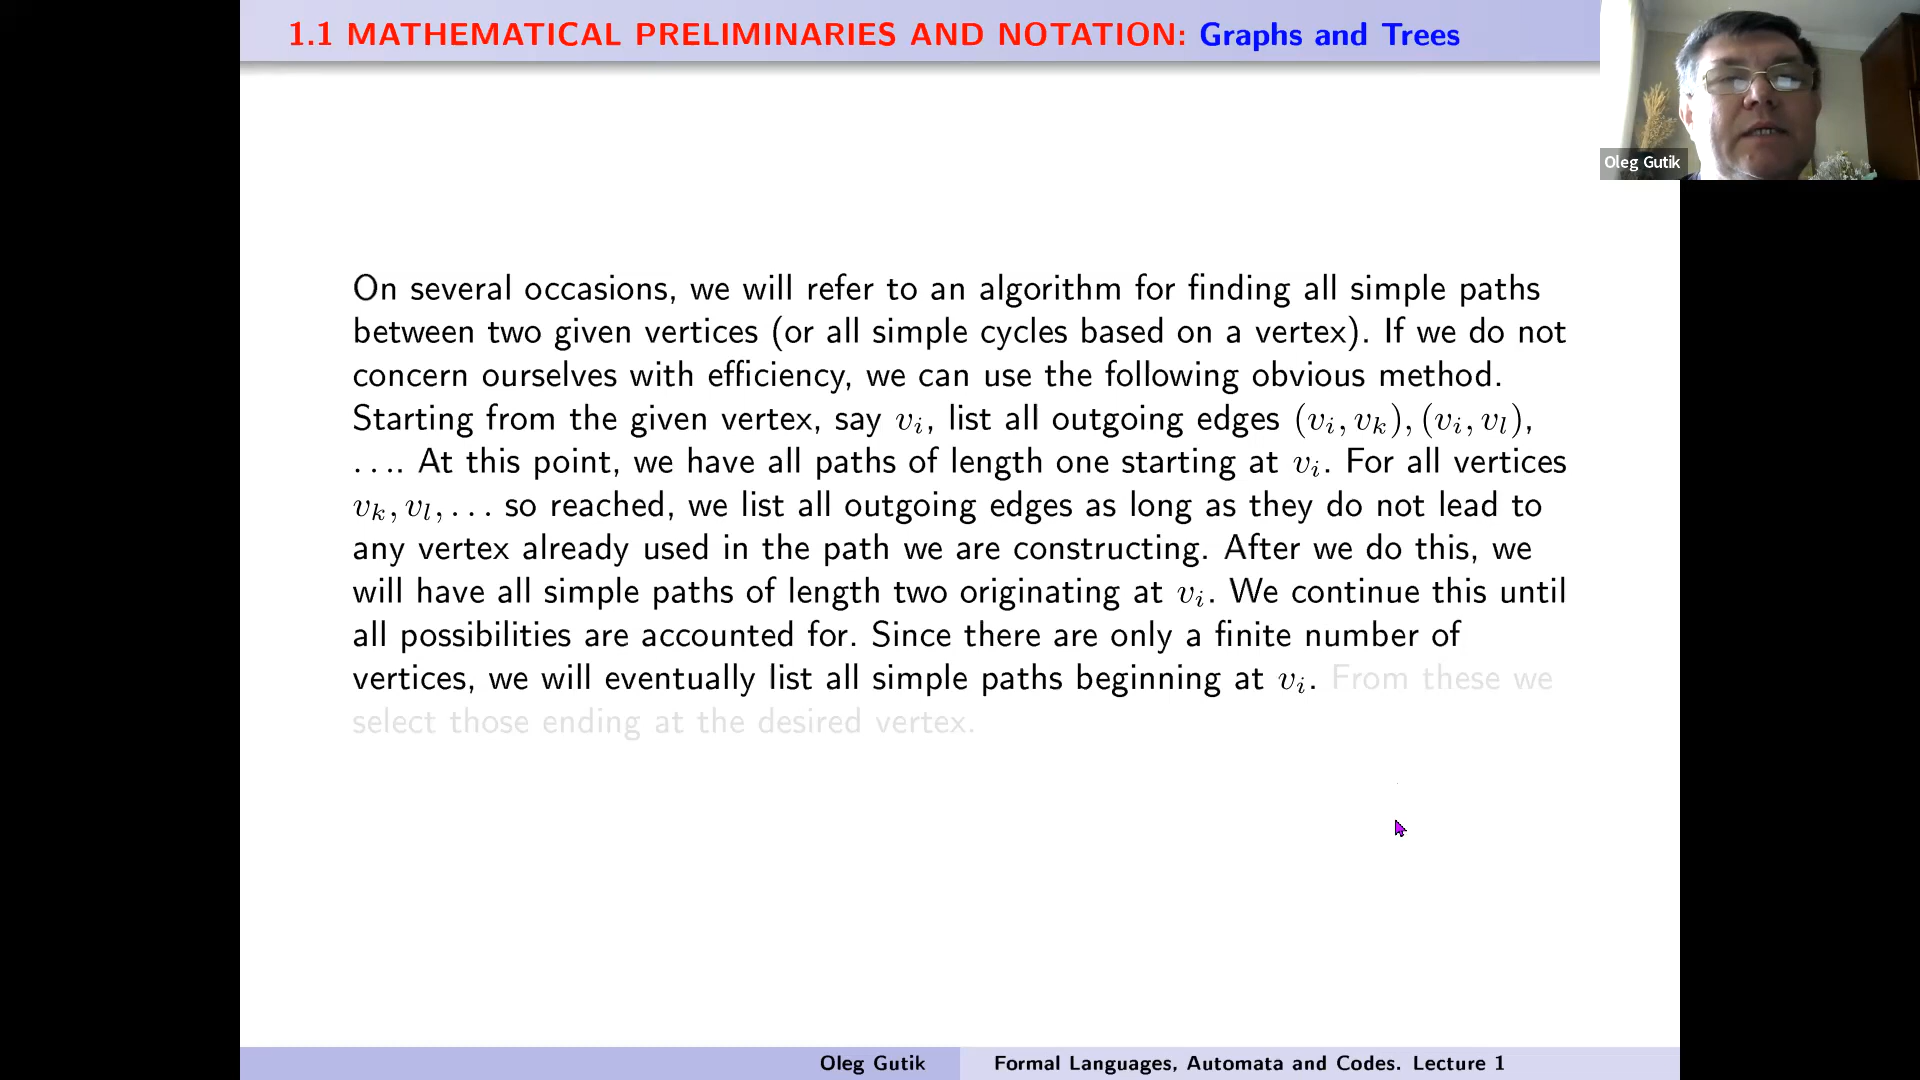 1.1 MATHEMATICAL PRELIMINARIES AND NOTATION: Graphs and Trees
Oleg Gutik
On several occasions, we will refer to an algorithm for finding all simple paths
between two given vertices (or all simple cycles based on a vertex). If we do not
concern ourselves with efficiency, we can use the following obvious method.
Starting from the given vertex, say $v_i$, list all outgoing edges $(v_i, v_k), (v_i, v_l)$,
.... At this point, we have all paths of length one starting at $v_i$. For all vertices
$v_k, v_l, \ldots$ so reached, we list all outgoing edges as long as they do not lead to
any vertex already used in the path we are constructing. After we do this, we
will have all simple paths of length two originating at $v_i$. We continue this until
all possibilities are accounted for. Since there are only a finite number of
vertices, we will eventually list all simple paths beginning at $v_i$. From these we
select those ending at the desired vertex.
Oleg Gutik Formal Languages, Automata and Codes. Lecture 1